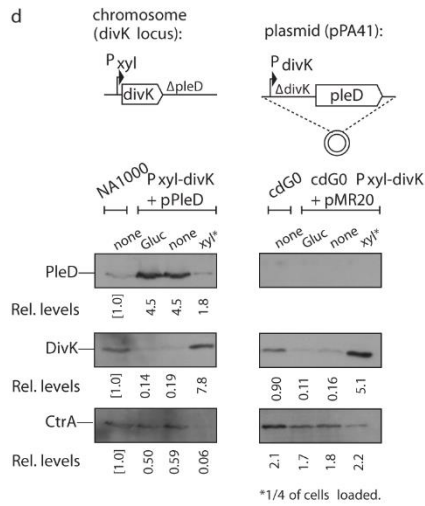 d
chromosome
(divK locus):
plasmid (pPA41):
P xyl
P divK
divK
ΔpleD
ΔdivK
pleD
NA1000
P xyl-divK
+ pPleD
cdG0
cdG0 P xyl-divK
+ pMR20
none Gluc none xyl*
none Gluc none xyl*
PleD
Rel. levels [1.0] 4.5 4.5 1.8
DivK
Rel. levels [1.0] 0.14 0.19 7.8 0.90 0.11 0.16 5.1
CtrA
Rel. levels [1.0] 0.50 0.59 0.06 2.1 1.7 1.8 2.2
*1/4 of cells loaded.